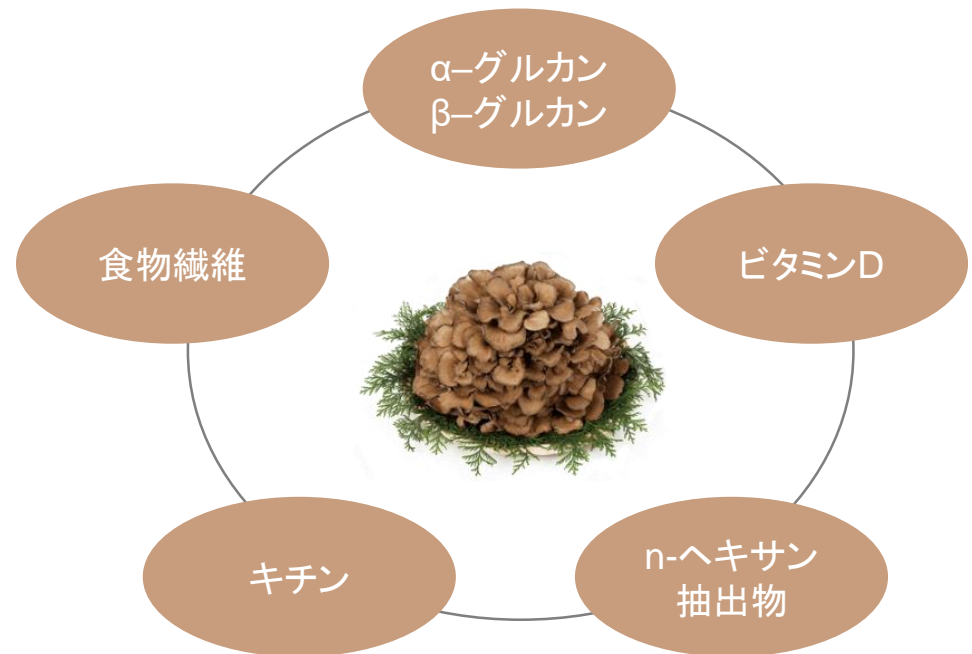 α–グルカン
β–グルカン
食物繊維
ビタミンD
キチン
n-ヘキサン
抽出物